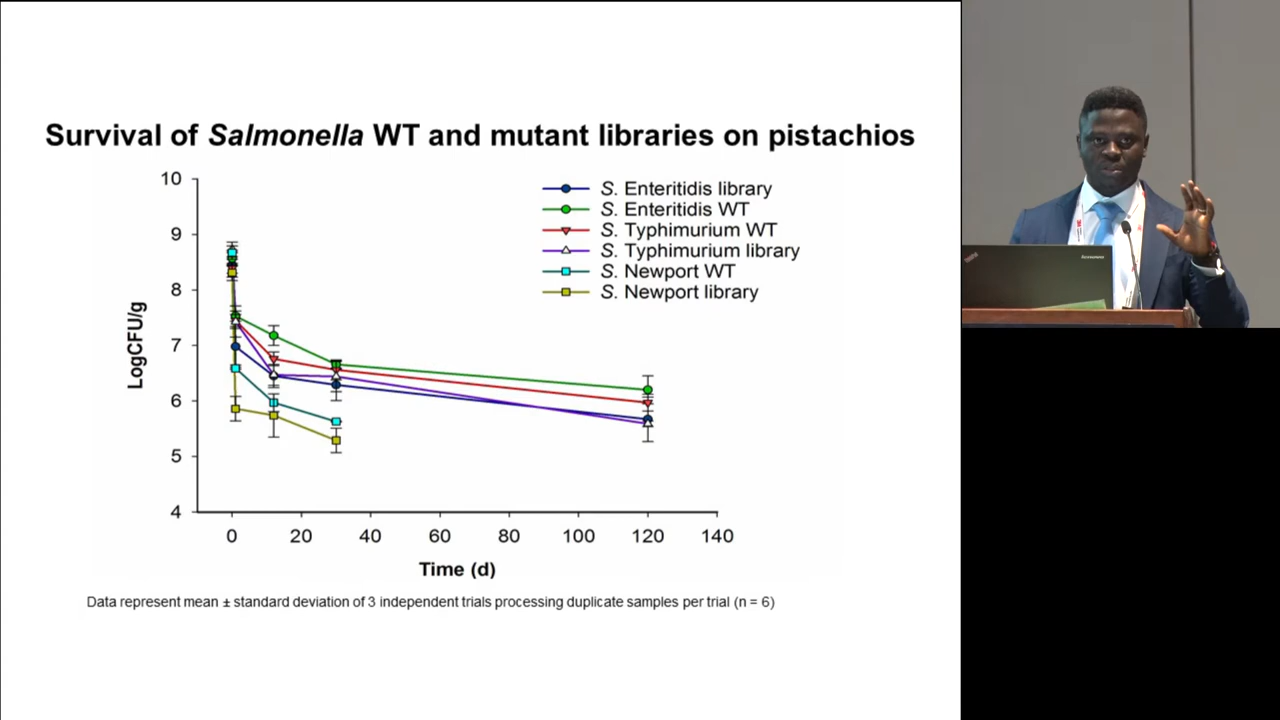 Survival of Salmonella WT and mutant libraries on pistachios
S. Enteritidis library
S. Enteritidis WT
S. Typhimurium WT
S. Typhimurium library
S. Newport WT
S. Newport library
LogCFU/g
10
9
8
7
6
5
4
0 20 40 60 80 100 120 140
Time (d)
Data represent mean ± standard deviation of 3 independent trials processing duplicate samples per trial (n = 6)